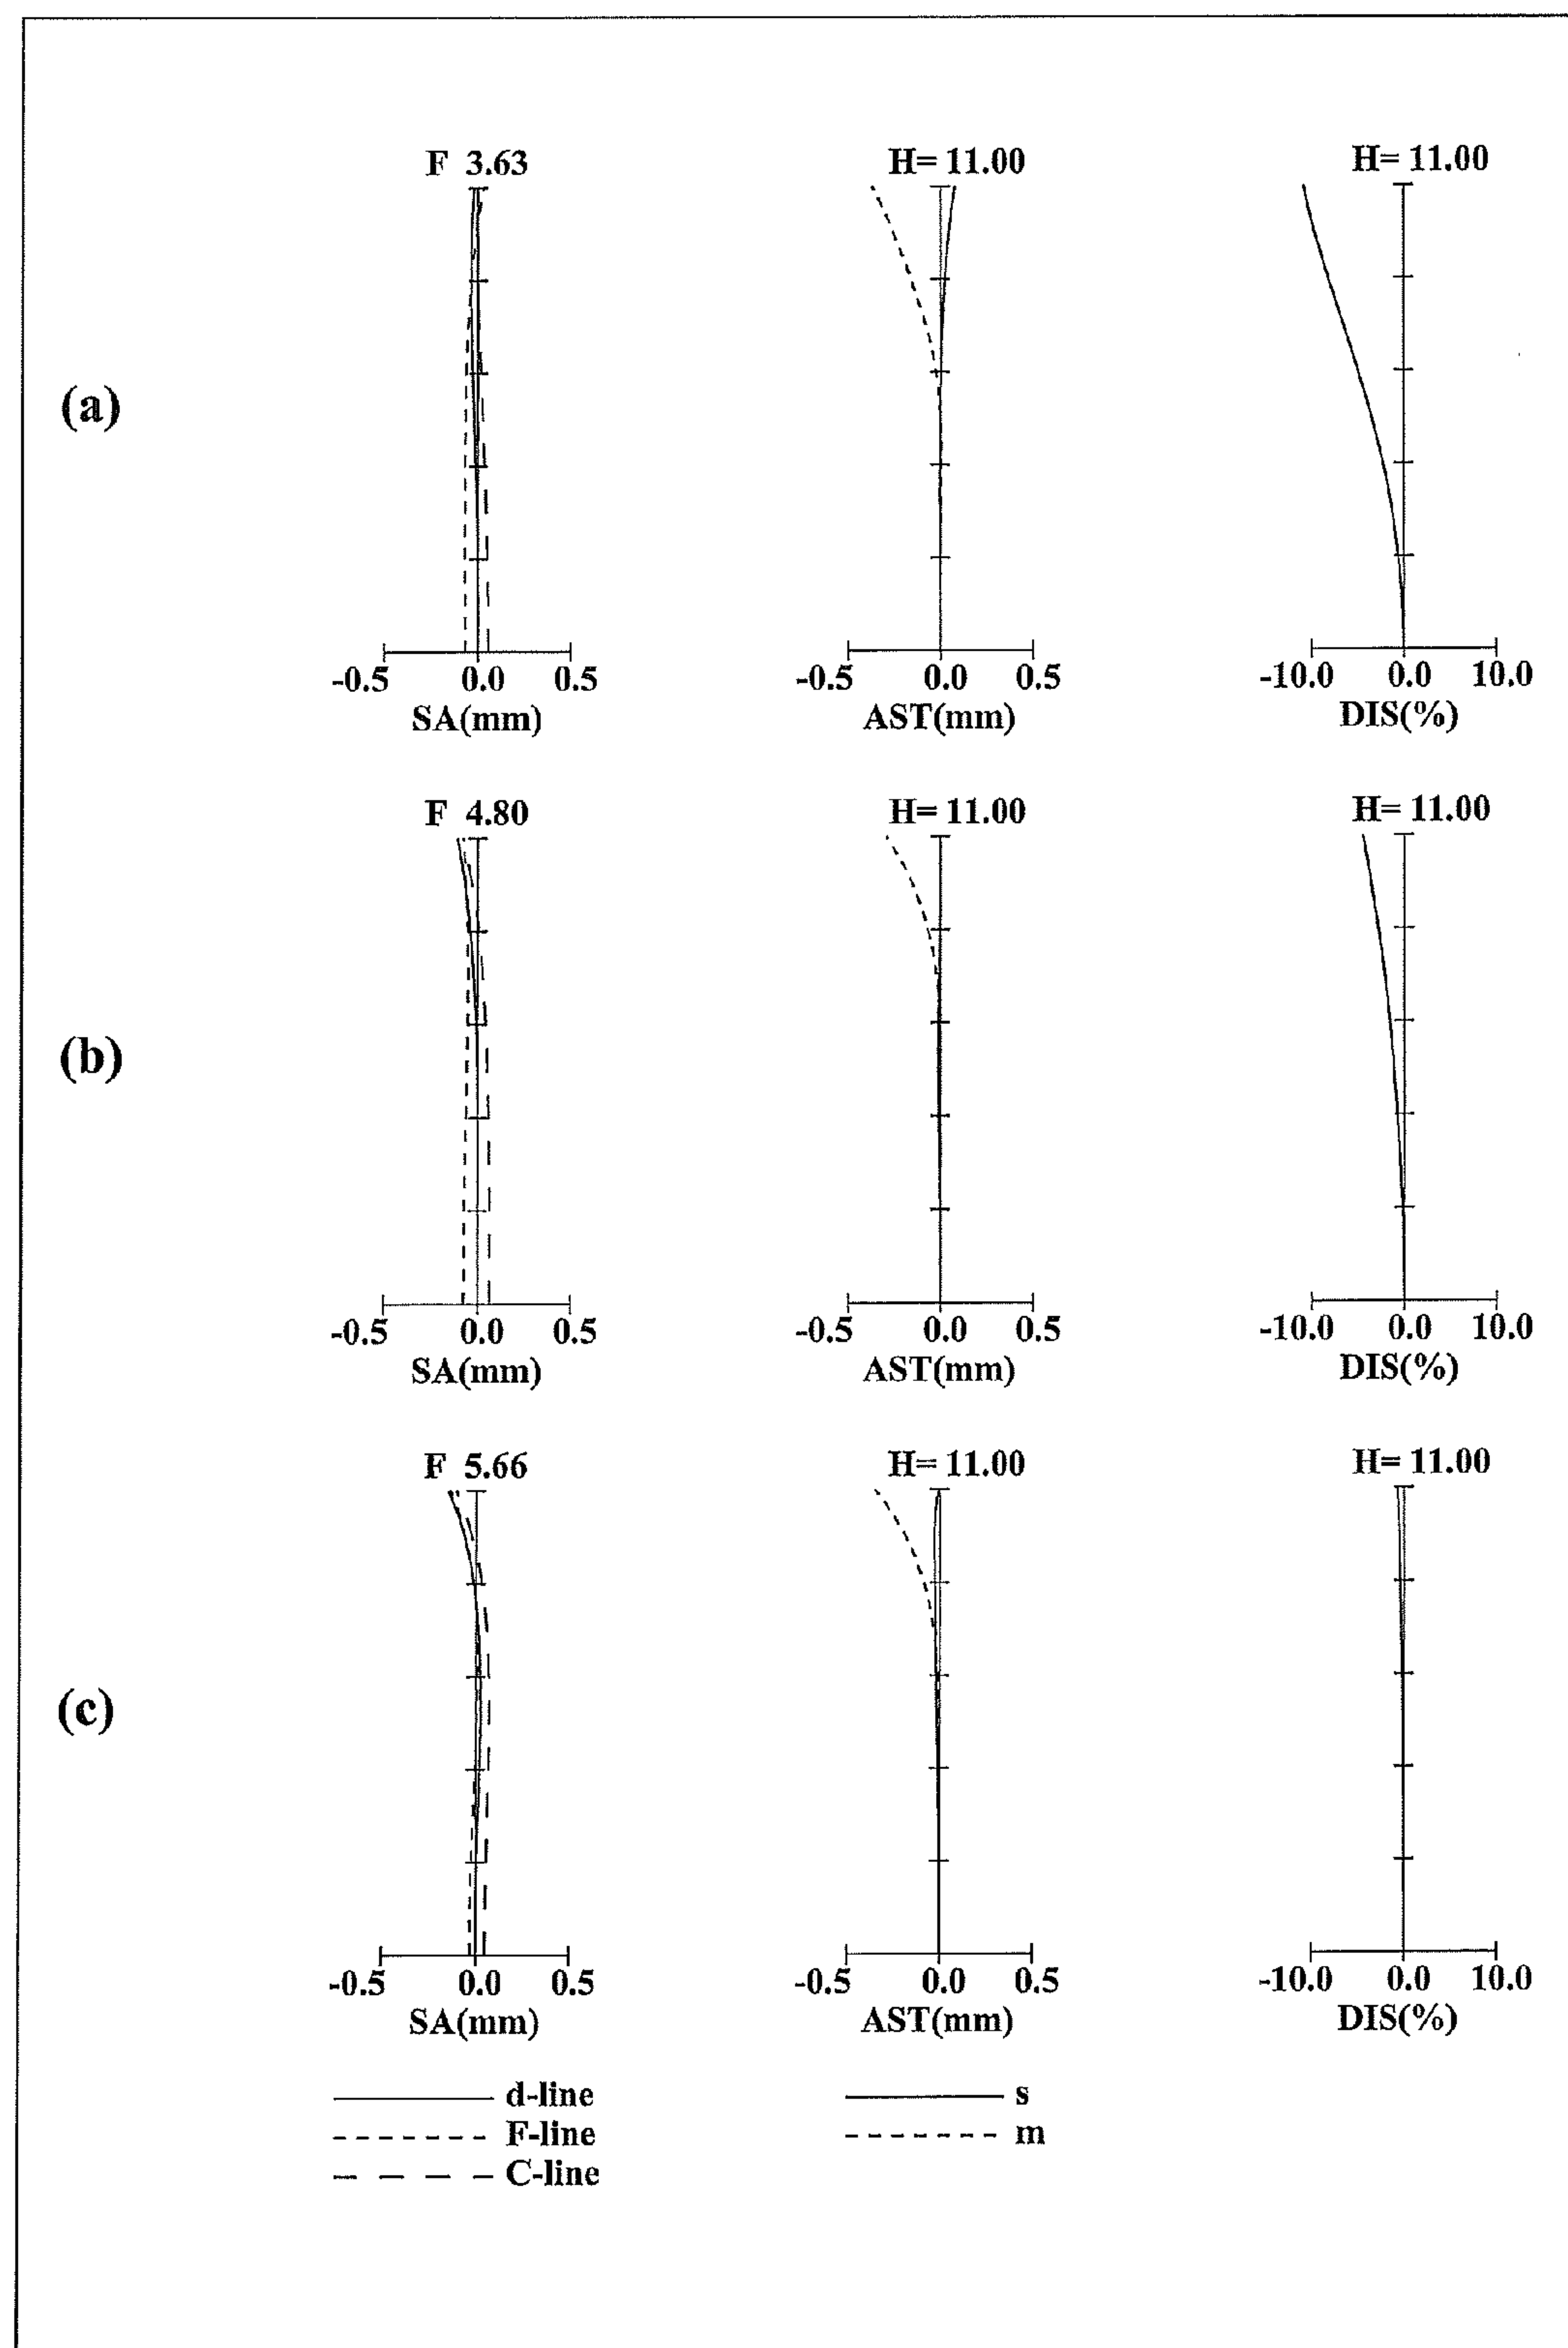 F 3.63
H= 11.00
H= 11.00
(a)
-0.5 0.0 0.5
SA(mm)
-0.5 0.0 0.5
AST(mm)
-10.0 0.0 10.0
DIS(%)
F 4.80
H= 11.00
H= 11.00
(b)
-0.5 0.0 0.5
SA(mm)
-0.5 0.0 0.5
AST(mm)
-10.0 0.0 10.0
DIS(%)
F 5.66
H= 11.00
H= 11.00
(c)
-0.5 0.0 0.5
SA(mm)
-0.5 0.0 0.5
AST(mm)
-10.0 0.0 10.0
DIS(%)
d-line
F-line
C-line
s
m